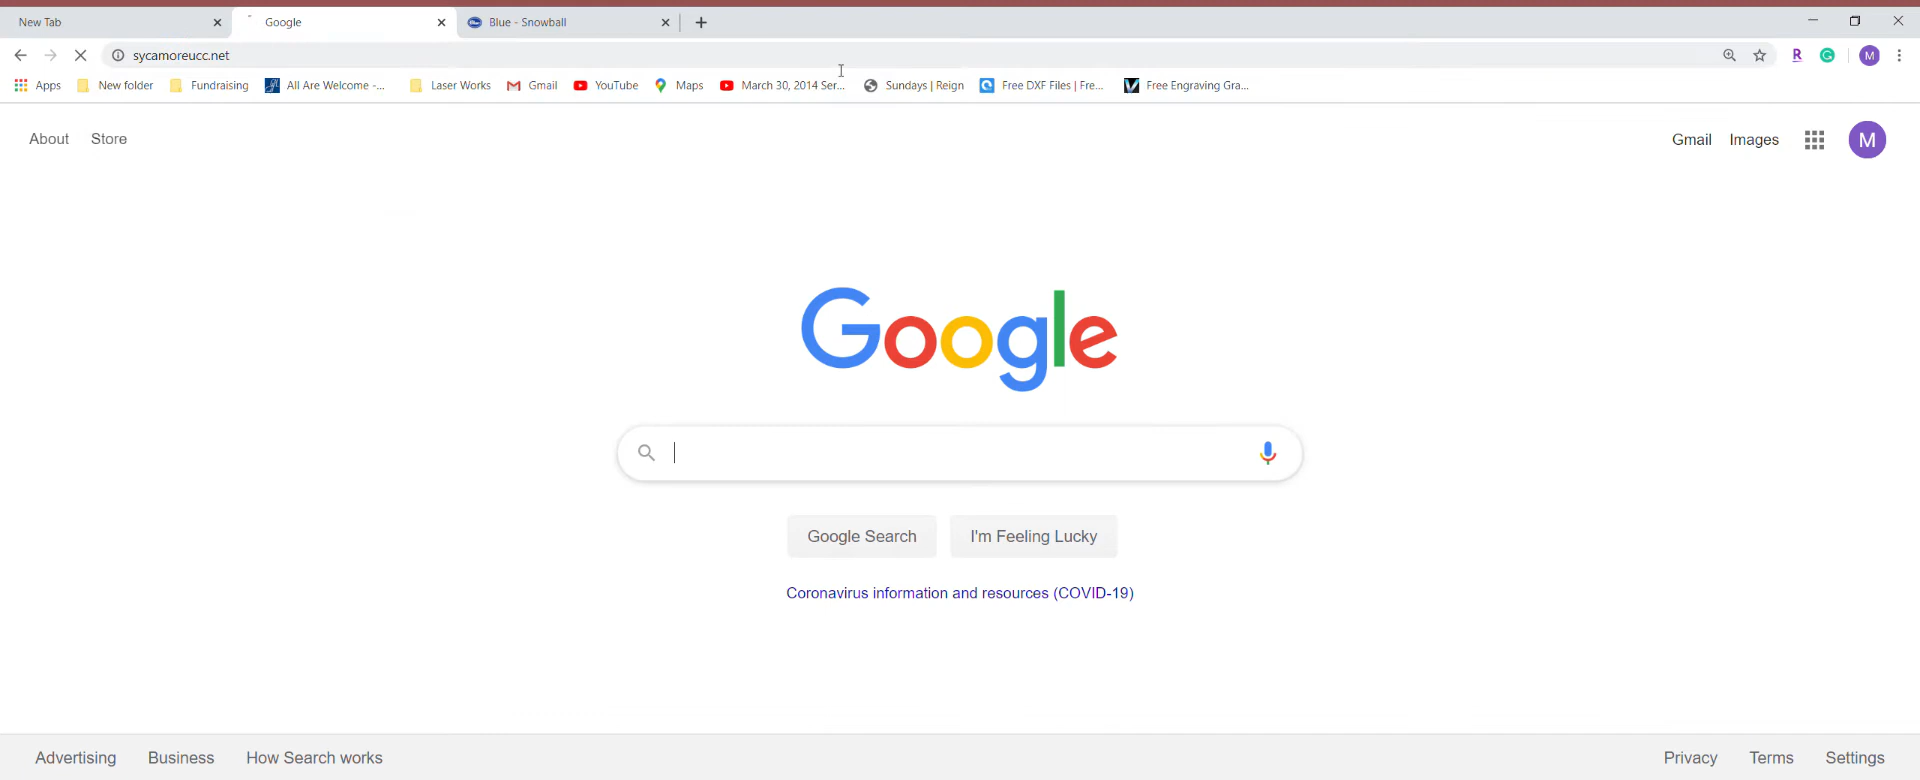 New Tab Google Blue - Snowball
sycamoreucc.net R G M
Apps New folder Fundraising All Are Welcome -... Laser Works Gmail YouTube Maps March 30, 2014 Ser... Sundays | Reign Free DXF Files | Fre... Free Engraving Gra...
About Store Gmail Images M
Google
Google Search I'm Feeling Lucky
Coronavirus information and resources (COVID-19)
Advertising Business How Search works Privacy Terms Settings